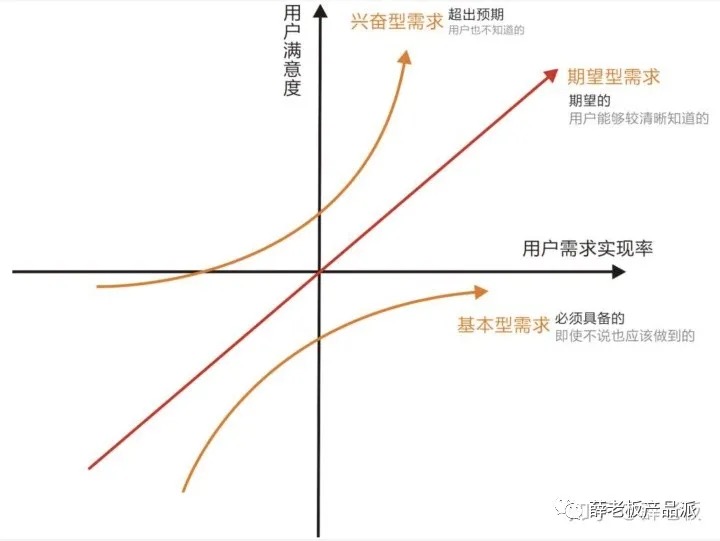 用户满意度
兴奋型需求
超出预期
用户也不知道的
期望型需求
期望的
用户能够较清晰知道的
用户需求实现率
基本型需求
必须具备的
即使不说也应该做到的
薛老板产品派